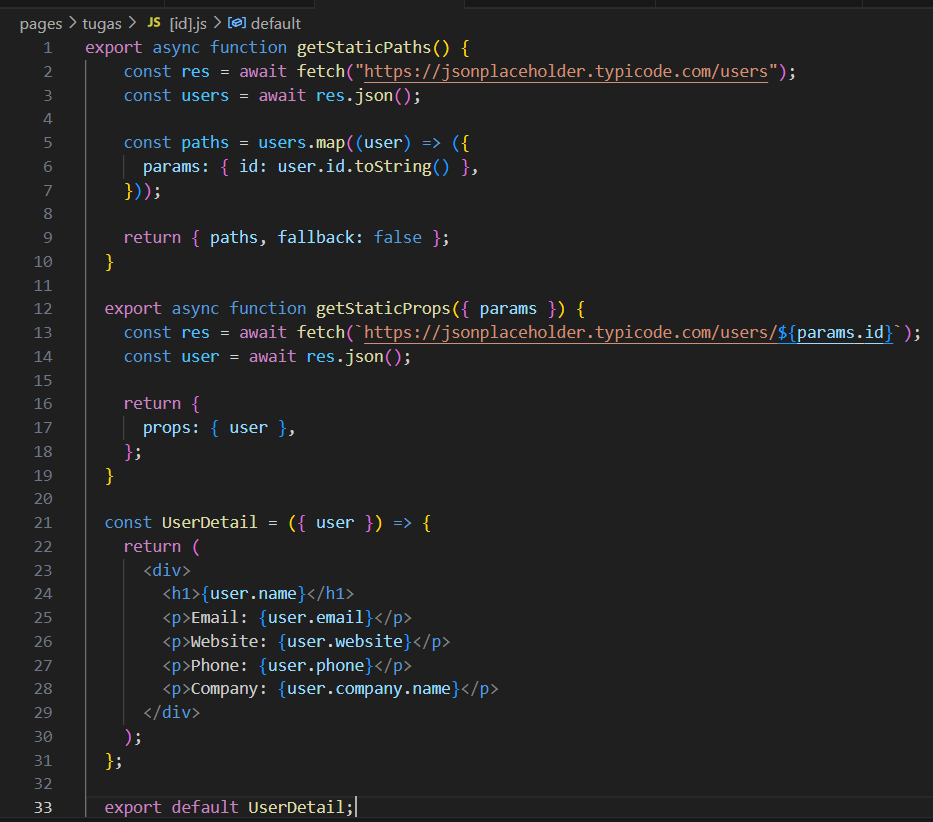 pages > tugas > JS [id].js > default
1 export async function getStaticPaths() {
2 const res = await fetch("https://jsonplaceholder.typicode.com/users");
3 const users = await res.json();
4
5 const paths = users.map((user) => ({
6 params: { id: user.id.toString() },
7 }));
8
9 return { paths, fallback: false };
10 }
11
12 export async function getStaticProps({ params }) {
13 const res = await fetch(`https://jsonplaceholder.typicode.com/users/${params.id}`);
14 const user = await res.json();
15
16 return {
17 props: { user },
18 };
19 }
20
21 const UserDetail = ({ user }) => {
22 return (
23 <div>
24 <h1>{user.name}</h1>
25 <p>Email: {user.email}</p>
26 <p>Website: {user.website}</p>
27 <p>Phone: {user.phone}</p>
28 <p>Company: {user.company.name}</p>
29 </div>
30 );
31 };
32
33 export default UserDetail;